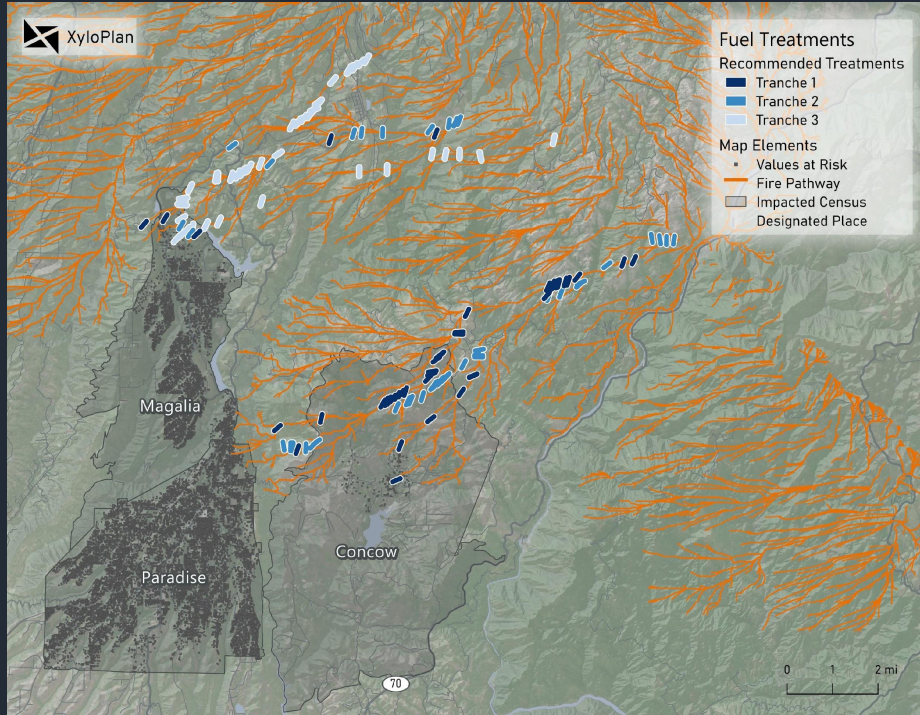 XyloPlan
Fuel Treatments
Recommended Treatments
Tranche 1
Tranche 2
Tranche 3
Map Elements
Values at Risk
Fire Pathway
Impacted Census
Designated Place
Magalia
Concow
Paradise
70
0 1 2 mi